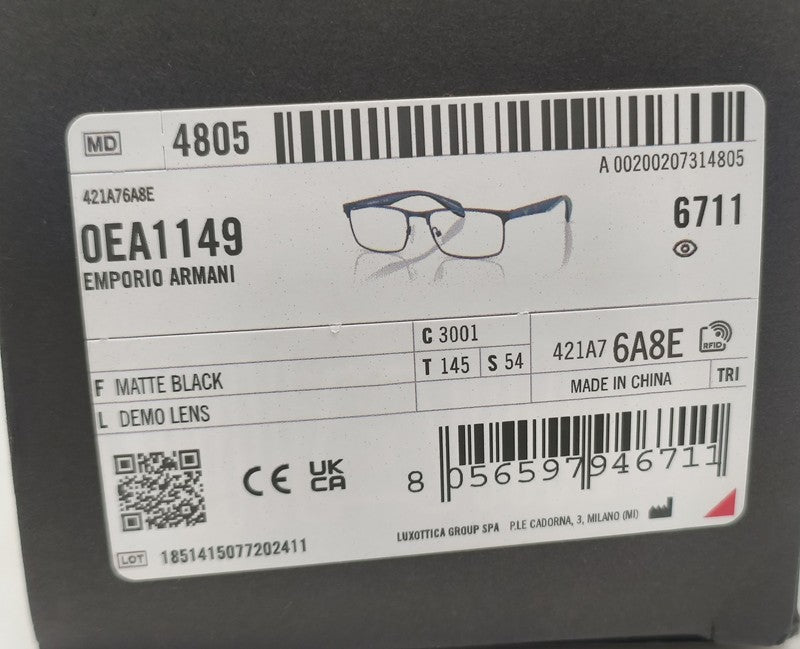 MD 4805
A 00200207314805
421A76A8E
0EA1149
6711
EMPORIO ARMANI
C 3001
T 145 S 54
421A7 6A8E RFID
F MATTE BLACK
MADE IN CHINA TRI
L DEMO LENS
CE UK CA
8 056597 946711
LUXOTTICA GROUP SPA P.LE CADORNA, 3, MILANO (MI)
LOT 1851415077202411